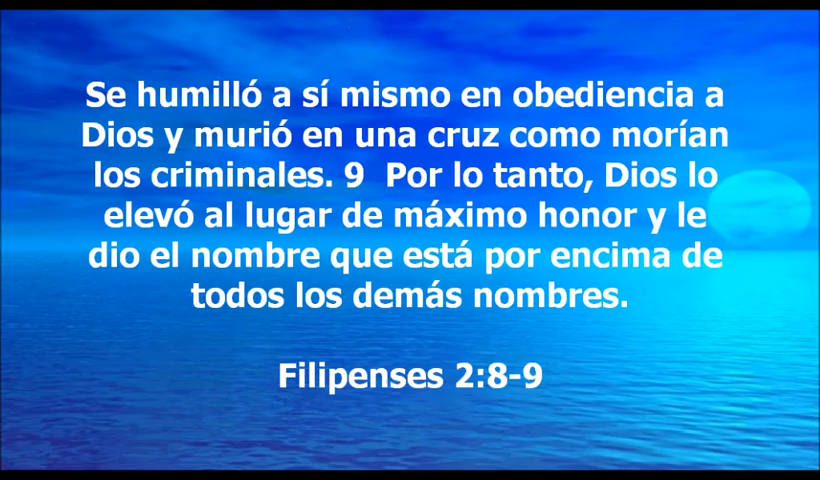 Se humilló a sí mismo en obediencia a
Dios y murió en una cruz como morían
los criminales. 9  Por lo tanto, Dios lo
elevó al lugar de máximo honor y le
dio el nombre que está por encima de
todos los demás nombres.
Filipenses 2:8-9